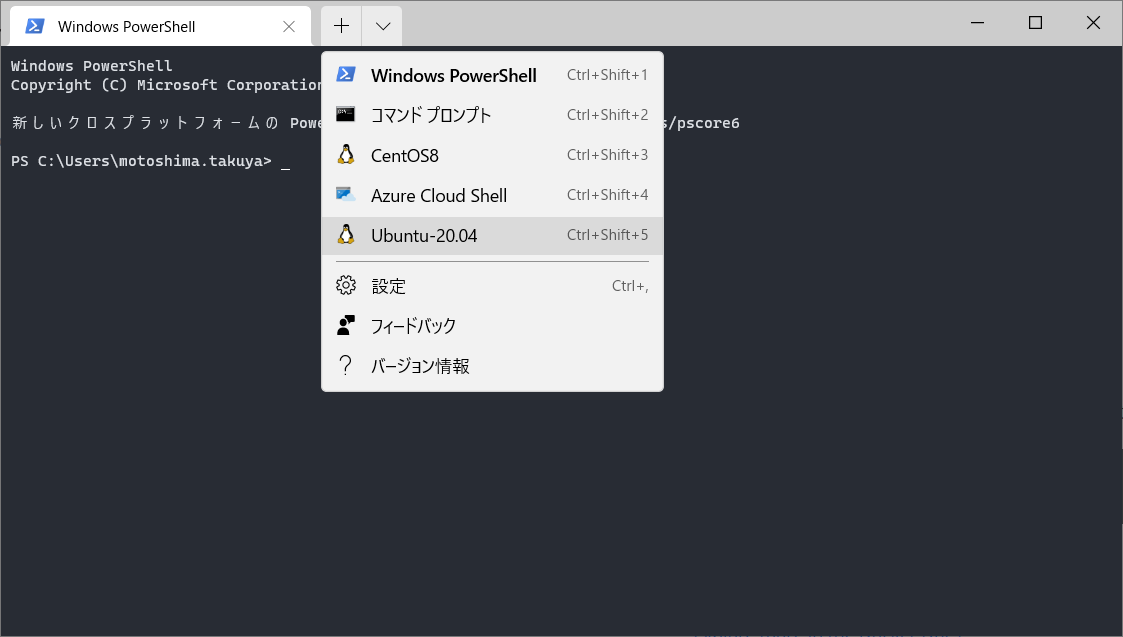 Windows PowerShell
Windows PowerShell
Copyright (C) Microsoft Corporation
新しいクロスプラットフォームの Powe
s/pscore6
PS C:\Users\motoshima.takuya> _
Windows PowerShell Ctrl+Shift+1
コマンド プロンプト Ctrl+Shift+2
CentOS8 Ctrl+Shift+3
Azure Cloud Shell Ctrl+Shift+4
Ubuntu-20.04 Ctrl+Shift+5
設定 Ctrl+,
フィードバック
バージョン情報